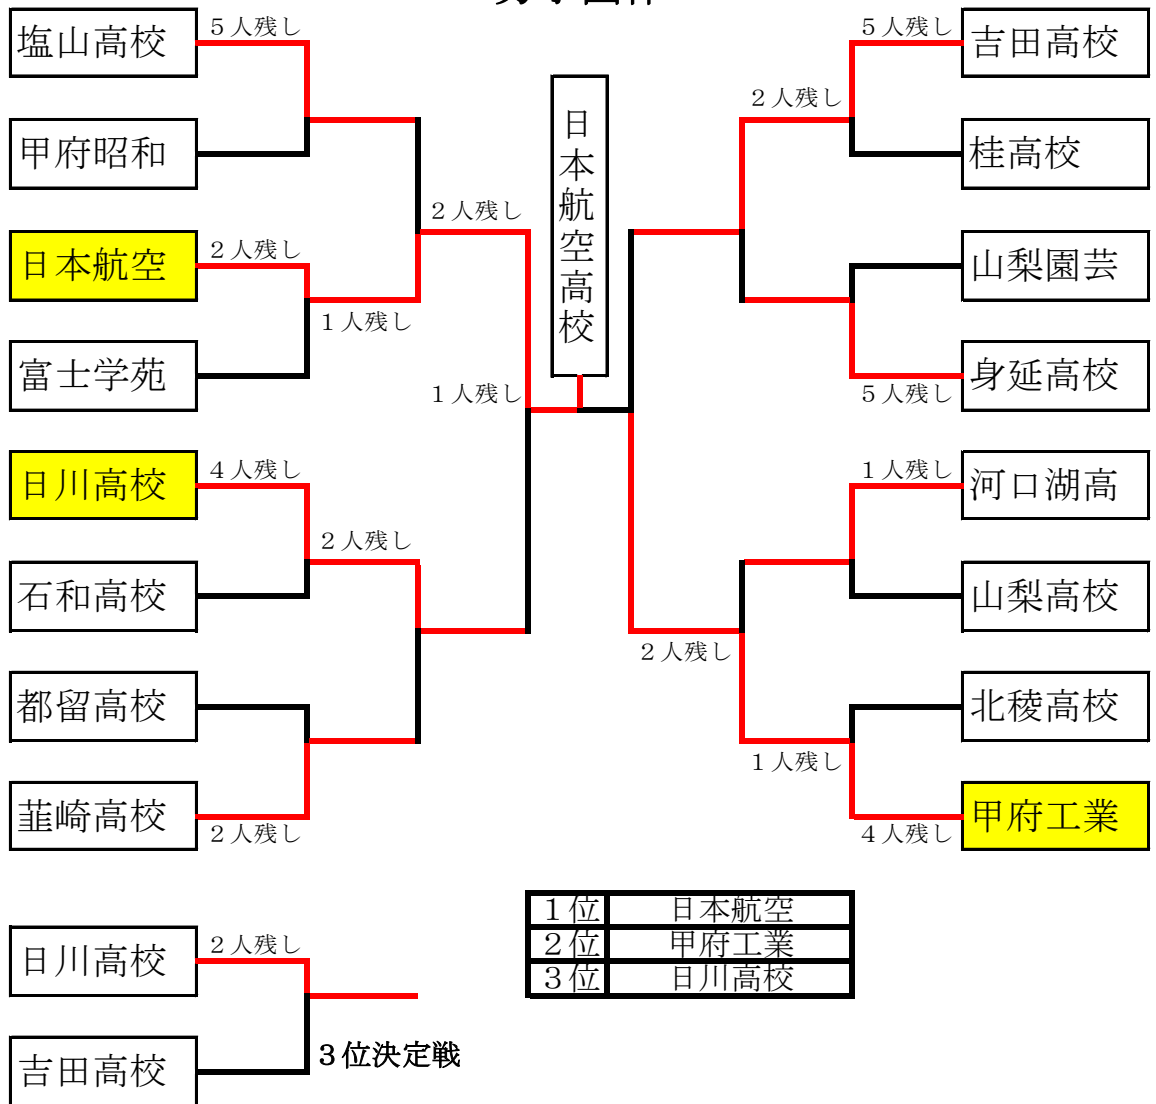 塩山高校
5人残し
甲府昭和
日本航空
2人残し
富士学苑
1人残し
2人残し
日川高校
4人残し
石和高校
2人残し
都留高校
韮崎高校
2人残し
1人残し
日本航空高校
吉田高校
5人残し
桂高校
2人残し
山梨園芸
身延高校
5人残し
河口湖高
1人残し
山梨高校
北稜高校
甲府工業
4人残し
1人残し
2人残し
日川高校
2人残し
吉田高校
3位決定戦
1位 日本航空
2位 甲府工業
3位 日川高校